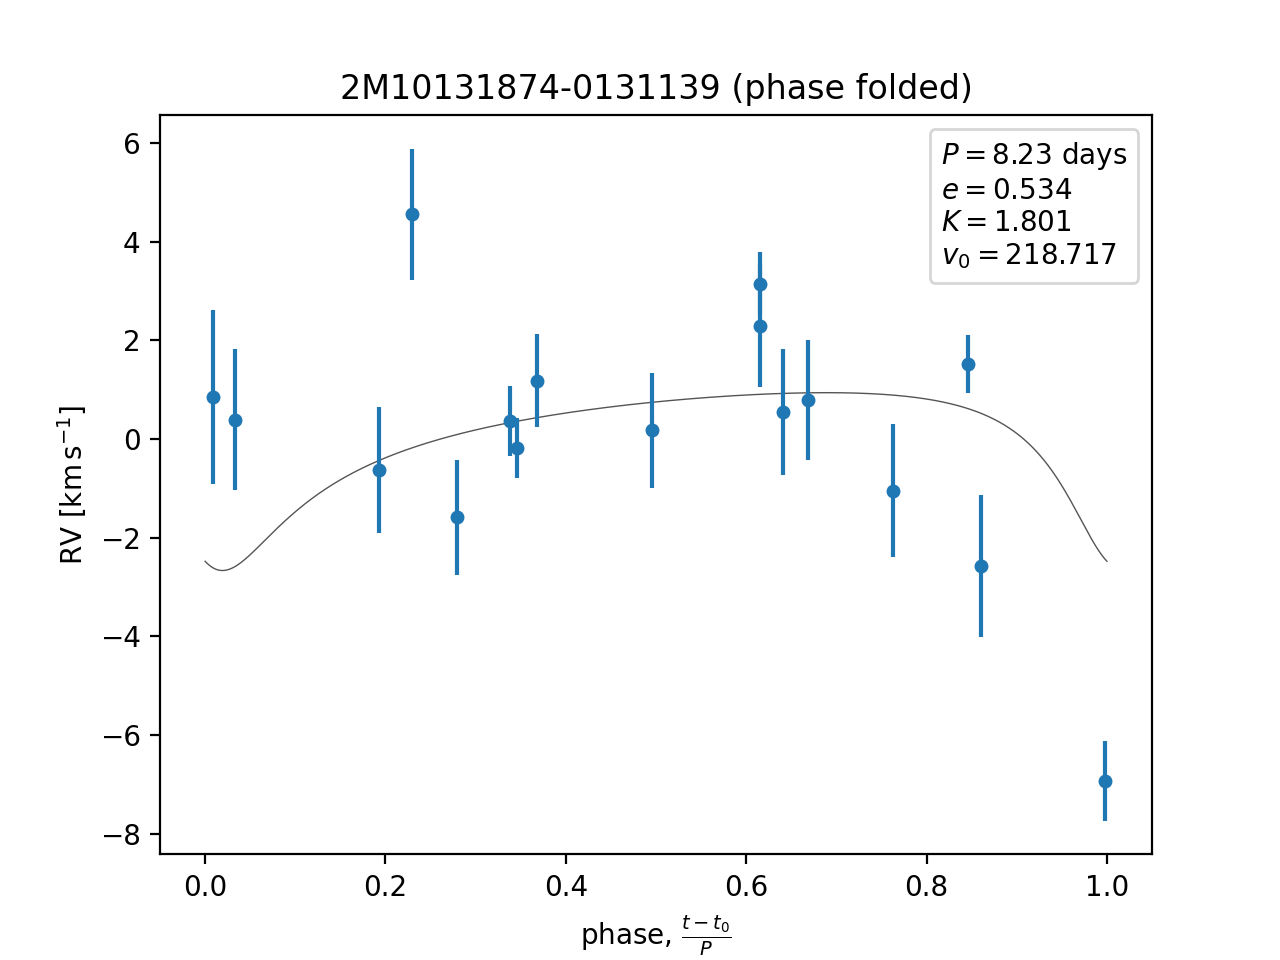 2M10131874-0131139 (phase folded)
P = 8.23 days
e = 0.534
K = 1.801
v₀ = 218.717
6
4
2
0
−2
−4
−6
−8
RV [km s⁻¹]
0.0 0.2 0.4 0.6 0.8 1.0
phase, (t − t₀)/P